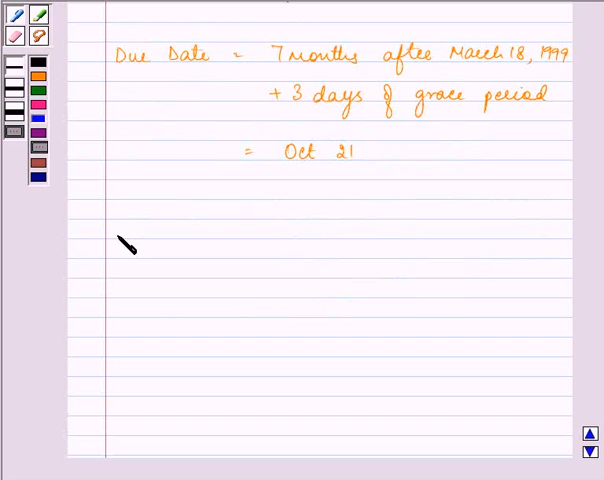 Due Date = 7 months after March 18, 1999
+ 3 days of grace period
= Oct 21